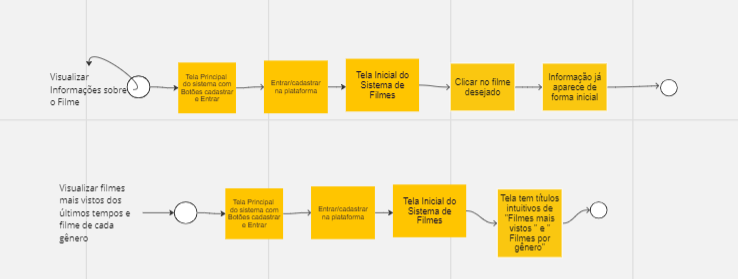 Visualizar
Informações sobre
o Filme
Tela Principal
do sistema com
Botões cadastrar
e Entrar
Entrar/cadastrar
na plataforma
Tela Inicial do
Sistema de
Filmes
Clicar no filme
desejado
Informação já
aparece de
forma inicial
Visualizar filmes
mais vistos dos
últimos tempos e
filme de cada
gênero
Tela Principal
do sistema com
Botões cadastrar
e Entrar
Entrar/cadastrar
na plataforma
Tela Inicial do
Sistema de
Filmes
Tela tem títulos
intuitivos de
"Filmes mais
vistos " e "
Filmes por
gênero"